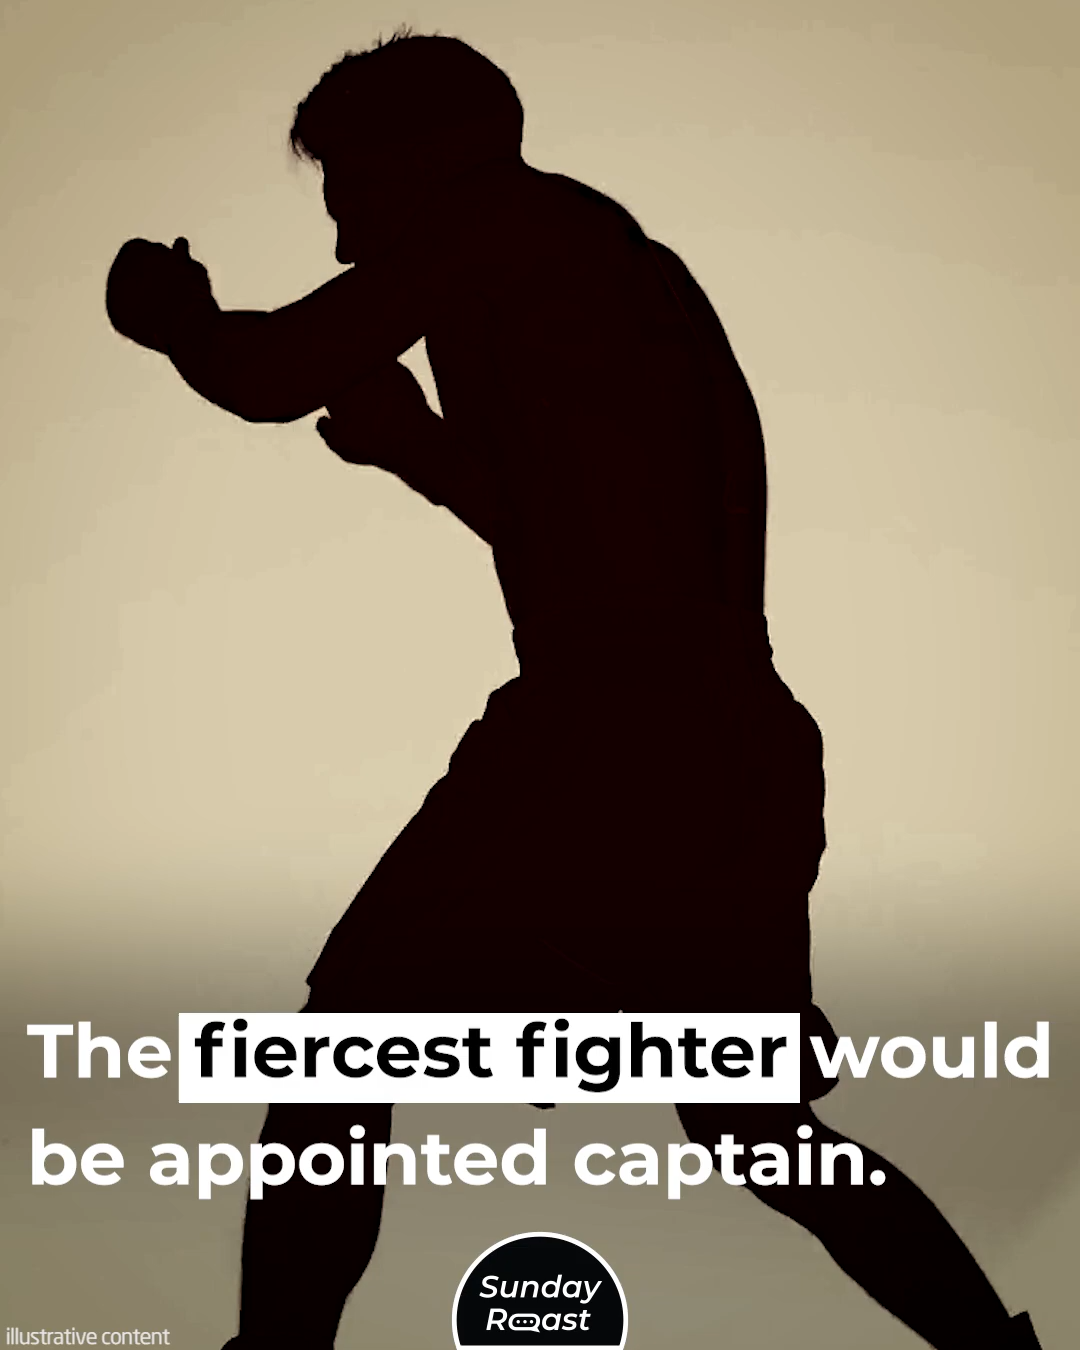 The fiercest fighter would
be appointed captain.
Sunday
Roast
illustrative content